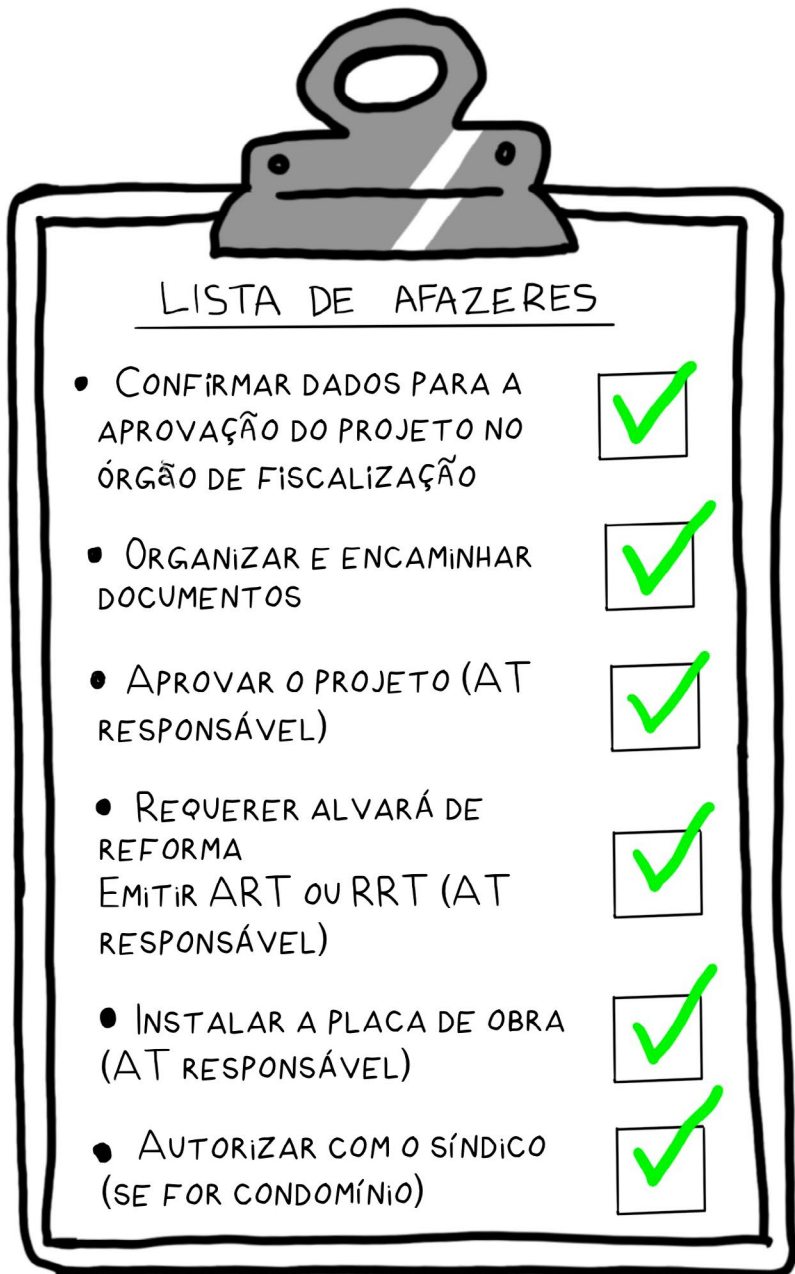 LISTA DE AFAZERES
• CONFIRMAR DADOS PARA A
APROVAÇÃO DO PROJETO NO
ÓRGÃO DE FISCALIZAÇÃO
• ORGANIZAR E ENCAMINHAR
DOCUMENTOS
• APROVAR O PROJETO (AT
RESPONSÁVEL)
• REQUERER ALVARÁ DE
REFORMA
EMITIR ART OU RRT (AT
RESPONSÁVEL)
• INSTALAR A PLACA DE OBRA
(AT RESPONSÁVEL)
• AUTORIZAR COM O SÍNDICO
(SE FOR CONDOMÍNIO)